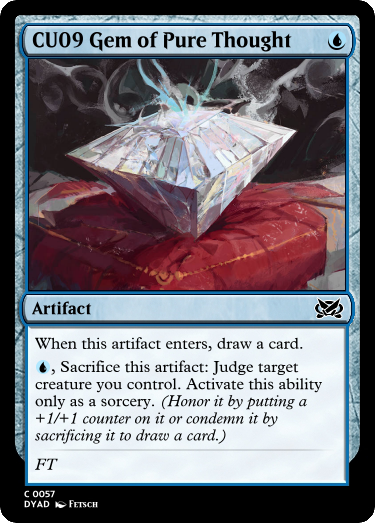 CU09 Gem of Pure Thought
Artifact
When this artifact enters, draw a card.
, Sacrifice this artifact: Judge target
creature you control. Activate this ability
only as a sorcery. (Honor it by putting a
+1/+1 counter on it or condemn it by
sacrificing it to draw a card.)
FT
C 0057
DYAD Fetsch